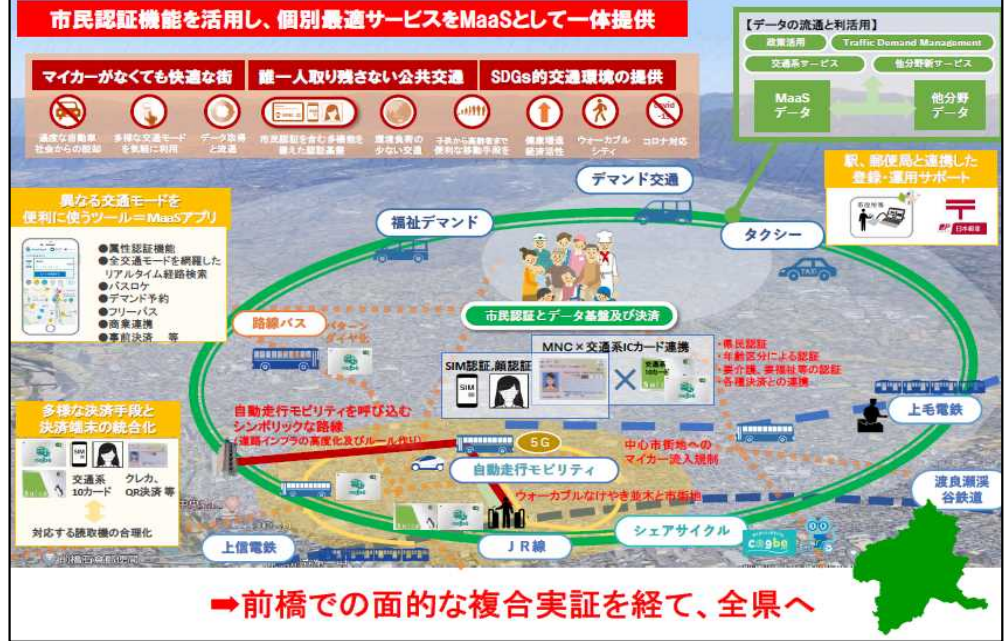 市民認証機能を活用し、個別最適サービスをMaaSとして一体提供
【データの流通と利活用】
政策活用
Traffic Demand Management
交通系サービス
他分野新サービス
MaaS
データ
他分野
データ
マイカーがなくても快適な街
誰一人取り残さない公共交通
SDGs的交通環境の提供
過度な自動車
社会からの脱却
多様な交通モード
を気軽に利用
データ取得
と流通
市民認証を含む多機能を
備えた認証基盤
環境負荷の
少ない交通
子供から高齢者まで
便利な移動手段を
健康増進
経済活性
ウォーカブル
シティ
コロナ対応
駅、郵便局と連携した
登録・運用サポート
日本郵便
デマンド交通
福祉デマンド
タクシー
TAXI
異なる交通モードを
便利に使うツール=MaaSアプリ
●属性認証機能
●全交通モードを網羅した
リアルタイム経路検索
●バスロケ
●デマンド予約
●フリーパス
●商業連携
●事前決済 等
市民認証とデータ基盤及び決済
路線バス
パターン
ダイヤ化
MNC×交通系ICカード連携
SIM認証、顔認証
SIM
交通系
10カード
・県民認証
・年齢区分による認証
・要介護、要福祉等の認証
・各種決済との連携
多様な決済手段と
決済端末の統合化
SIM
交通系
10カード
クレカ、
QR決済 等
対応する読取機の合理化
自動走行モビリティを呼び込む
シンボリックな路線
(道路インフラの高度化及びルール作り)
5G
自動走行モビリティ
中心市街地への
マイカー流入規制
上毛電鉄
ウォーカブルなけやき並木と市街地
渡良瀬渓
谷鉄道
上信電鉄
JR線
シェアサイクル
cogbe
➡前橋での面的な複合実証を経て、全県へ